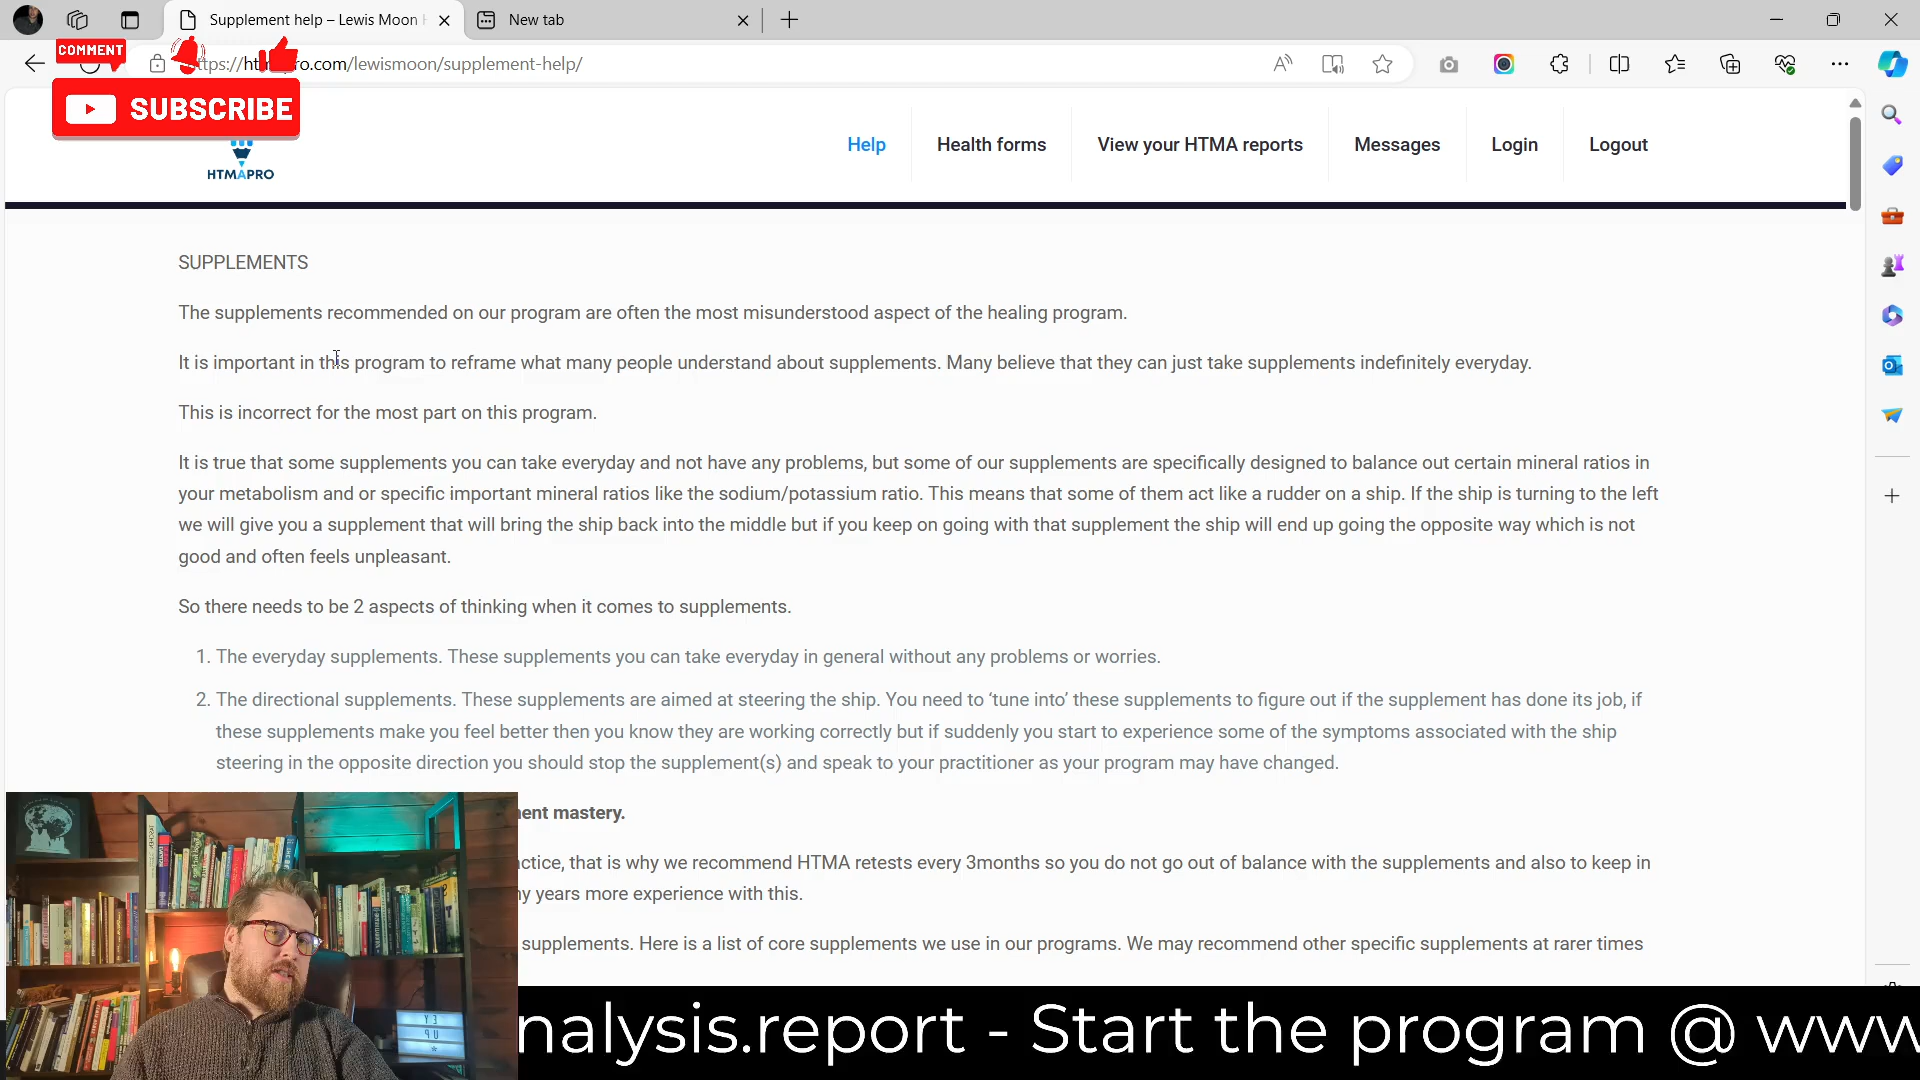 Supplement help – Lewis Moon
New tab
COMMENT
SUBSCRIBE
.com/lewismoon/supplement-help/
HTMAPRO
Help
Health forms
View your HTMA reports
Messages
Login
Logout
SUPPLEMENTS
The supplements recommended on our program are often the most misunderstood aspect of the healing program.
It is important in this program to reframe what many people understand about supplements. Many believe that they can just take supplements indefinitely everyday.
This is incorrect for the most part on this program.
It is true that some supplements you can take everyday and not have any problems, but some of our supplements are specifically designed to balance out certain mineral ratios in
your metabolism and or specific important mineral ratios like the sodium/potassium ratio. This means that some of them act like a rudder on a ship. If the ship is turning to the left
we will give you a supplement that will bring the ship back into the middle but if you keep on going with that supplement the ship will end up going the opposite way which is not
good and often feels unpleasant.
So there needs to be 2 aspects of thinking when it comes to supplements.
1. The everyday supplements. These supplements you can take everyday in general without any problems or worries.
2. The directional supplements. These supplements are aimed at steering the ship. You need to ‘tune into’ these supplements to figure out if the supplement has done its job, if
these supplements make you feel better then you know they are working correctly but if suddenly you start to experience some of the symptoms associated with the ship
steering in the opposite direction you should stop the supplement(s) and speak to your practitioner as your program may have changed.
ent mastery.
ctice, that is why we recommend HTMA retests every 3months so you do not go out of balance with the supplements and also to keep in
y years more experience with this.
supplements. Here is a list of core supplements we use in our programs. We may recommend other specific supplements at rarer times
nalysis.report - Start the program @ www